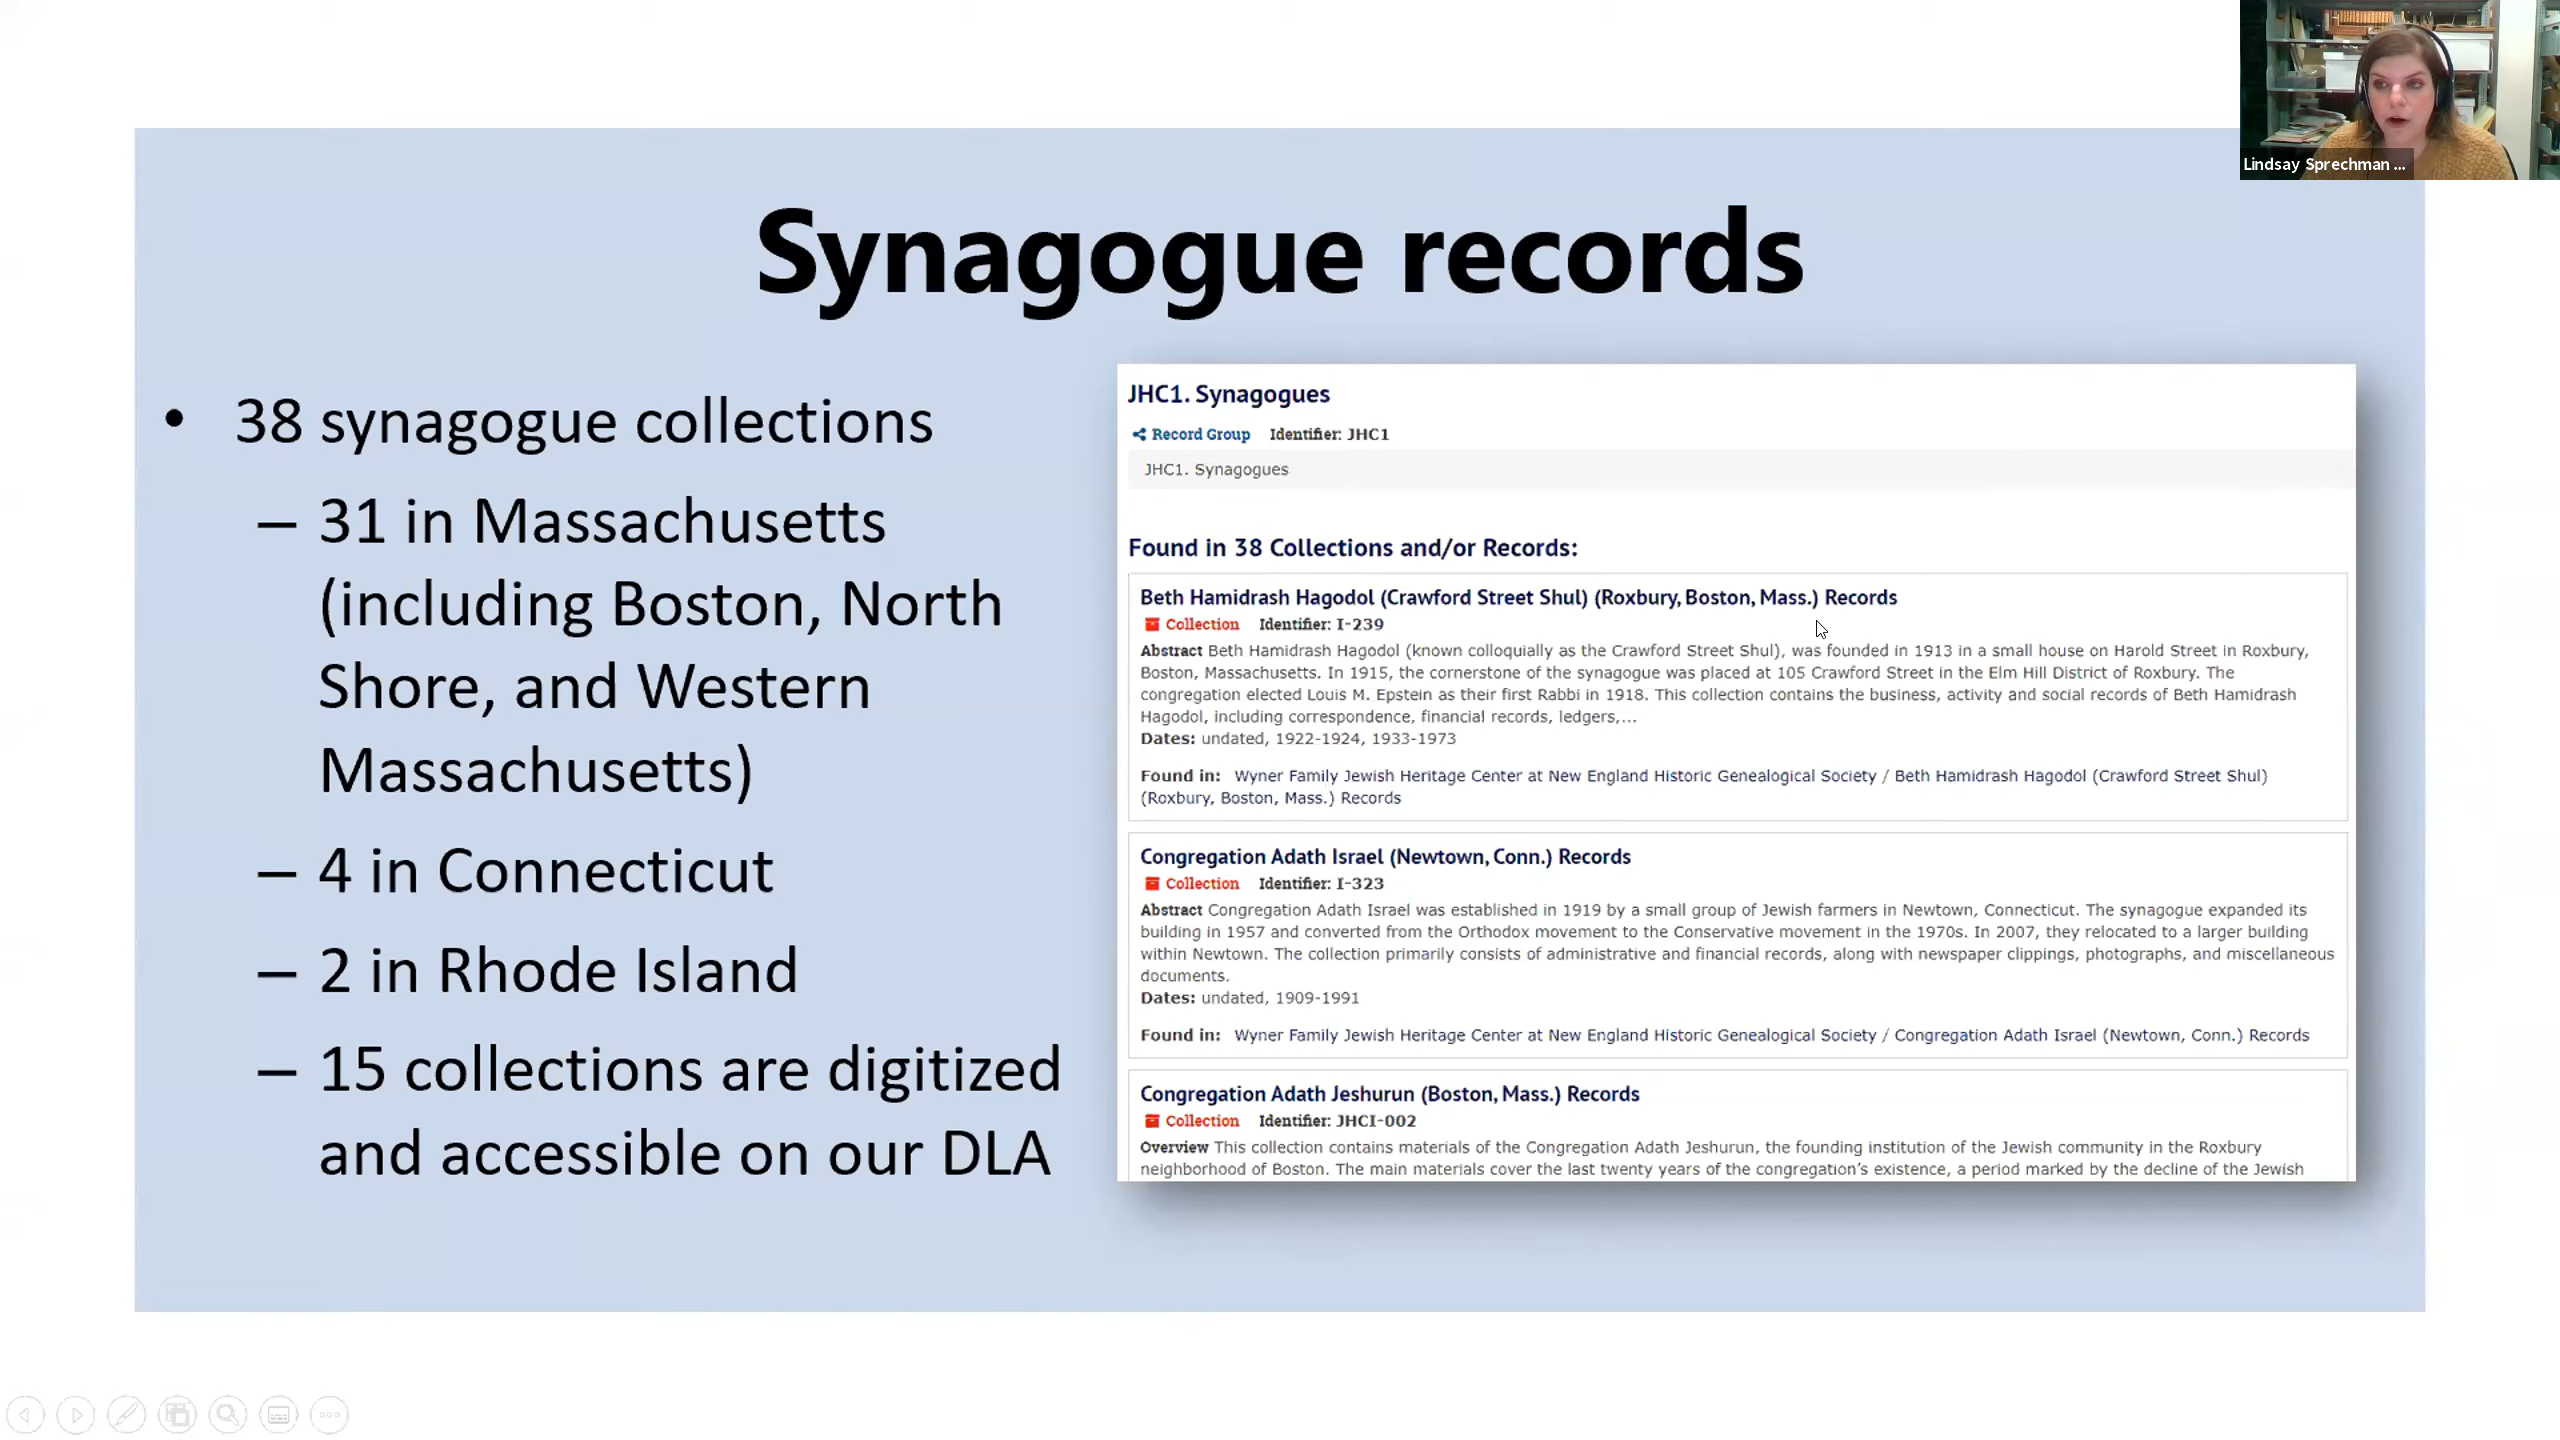 Lindsay Sprechman ...
Synagogue records
• 38 synagogue collections
– 31 in Massachusetts
(including Boston, North
Shore, and Western
Massachusetts)
– 4 in Connecticut
– 2 in Rhode Island
– 15 collections are digitized
and accessible on our DLA
JHC1. Synagogues
Record Group Identifier: JHC1
JHC1. Synagogues
Found in 38 Collections and/or Records:
Beth Hamidrash Hagodol (Crawford Street Shul) (Roxbury, Boston, Mass.) Records
Collection Identifier: I-239
Abstract Beth Hamidrash Hagodol (known colloquially as the Crawford Street Shul), was founded in 1913 in a small house on Harold Street in Roxbury,
Boston, Massachusetts. In 1915, the cornerstone of the synagogue was placed at 105 Crawford Street in the Elm Hill District of Roxbury. The
congregation elected Louis M. Epstein as their first Rabbi in 1918. This collection contains the business, activity and social records of Beth Hamidrash
Hagodol, including correspondence, financial records, ledgers,...
Dates: undated, 1922-1924, 1933-1973
Found in: Wyner Family Jewish Heritage Center at New England Historic Genealogical Society / Beth Hamidrash Hagodol (Crawford Street Shul)
(Roxbury, Boston, Mass.) Records
Congregation Adath Israel (Newtown, Conn.) Records
Collection Identifier: I-323
Abstract Congregation Adath Israel was established in 1919 by a small group of Jewish farmers in Newtown, Connecticut. The synagogue expanded its
building in 1957 and converted from the Orthodox movement to the Conservative movement in the 1970s. In 2007, they relocated to a larger building
within Newtown. The collection primarily consists of administrative and financial records, along with newspaper clippings, photographs, and miscellaneous
documents.
Dates: undated, 1909-1991
Found in: Wyner Family Jewish Heritage Center at New England Historic Genealogical Society / Congregation Adath Israel (Newtown, Conn.) Records
Congregation Adath Jeshurun (Boston, Mass.) Records
Collection Identifier: JHCI-002
Overview This collection contains materials of the Congregation Adath Jeshurun, the founding institution of the Jewish community in the Roxbury
neighborhood of Boston. The main materials cover the last twenty years of the congregation's existence, a period marked by the decline of the Jewish